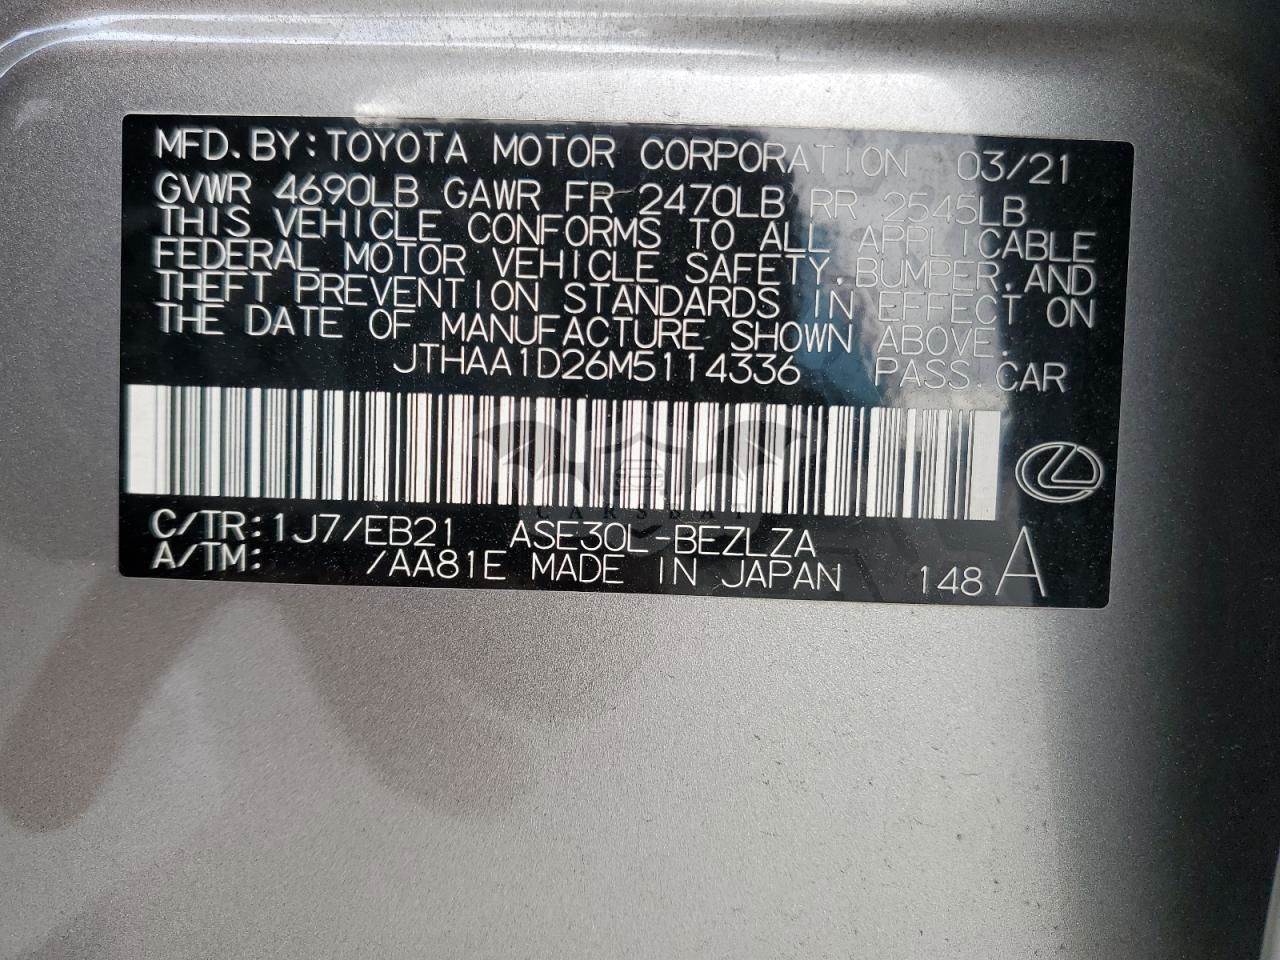 MFD.BY:TOYOTA MOTOR CORPORATION 03/21
GVWR 4690LB GAWR FR 2470LB RR 2545LB
THIS VEHICLE CONFORMS TO ALL APPLICABLE
FEDERAL MOTOR VEHICLE SAFETY,BUMPER,AND
THEFT PREVENTION STANDARDS IN EFFECT ON
THE DATE OF MANUFACTURE SHOWN ABOVE.
JTHAA1D26M5114336 PASS.CAR
C/TR:1J7/EB21 ASE30L-BEZLZA
A/TM: /AA81E MADE IN JAPAN 148 A